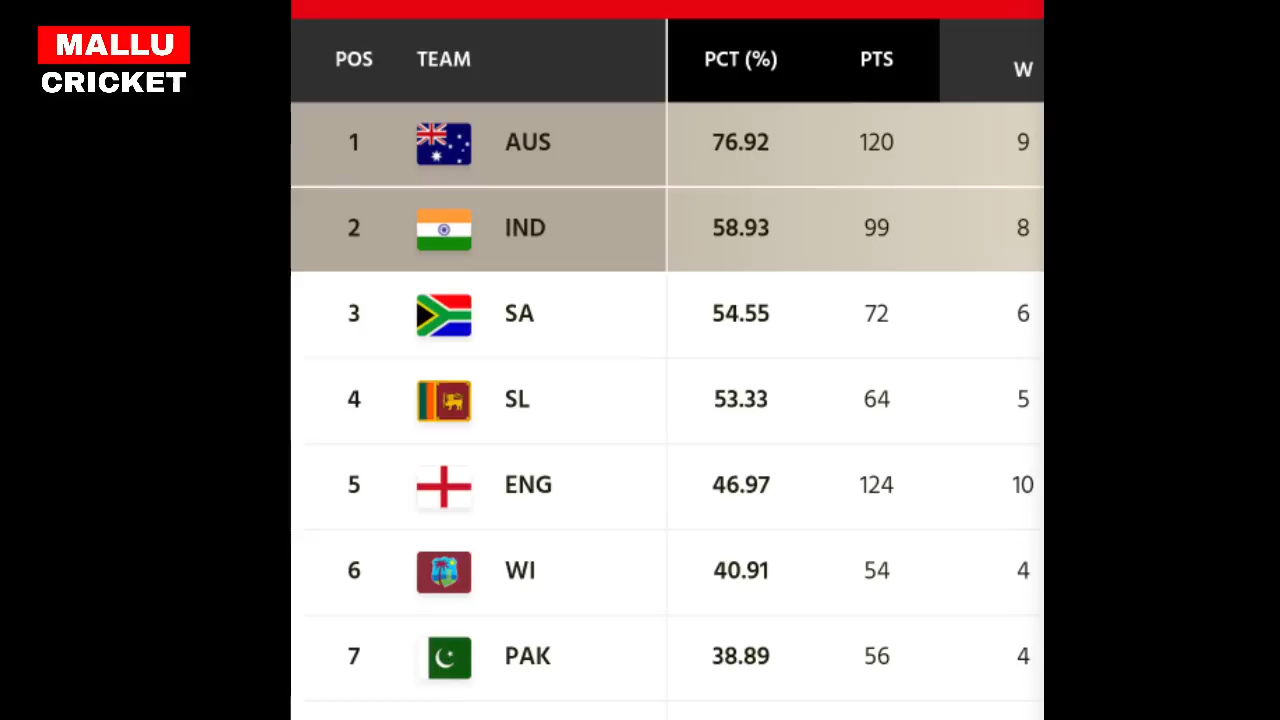 MALLU
CRICKET
POS TEAM PCT (%) PTS W
1 AUS 76.92 120 9
2 IND 58.93 99 8
3 SA 54.55 72 6
4 SL 53.33 64 5
5 ENG 46.97 124 10
6 WI 40.91 54 4
7 PAK 38.89 56 4